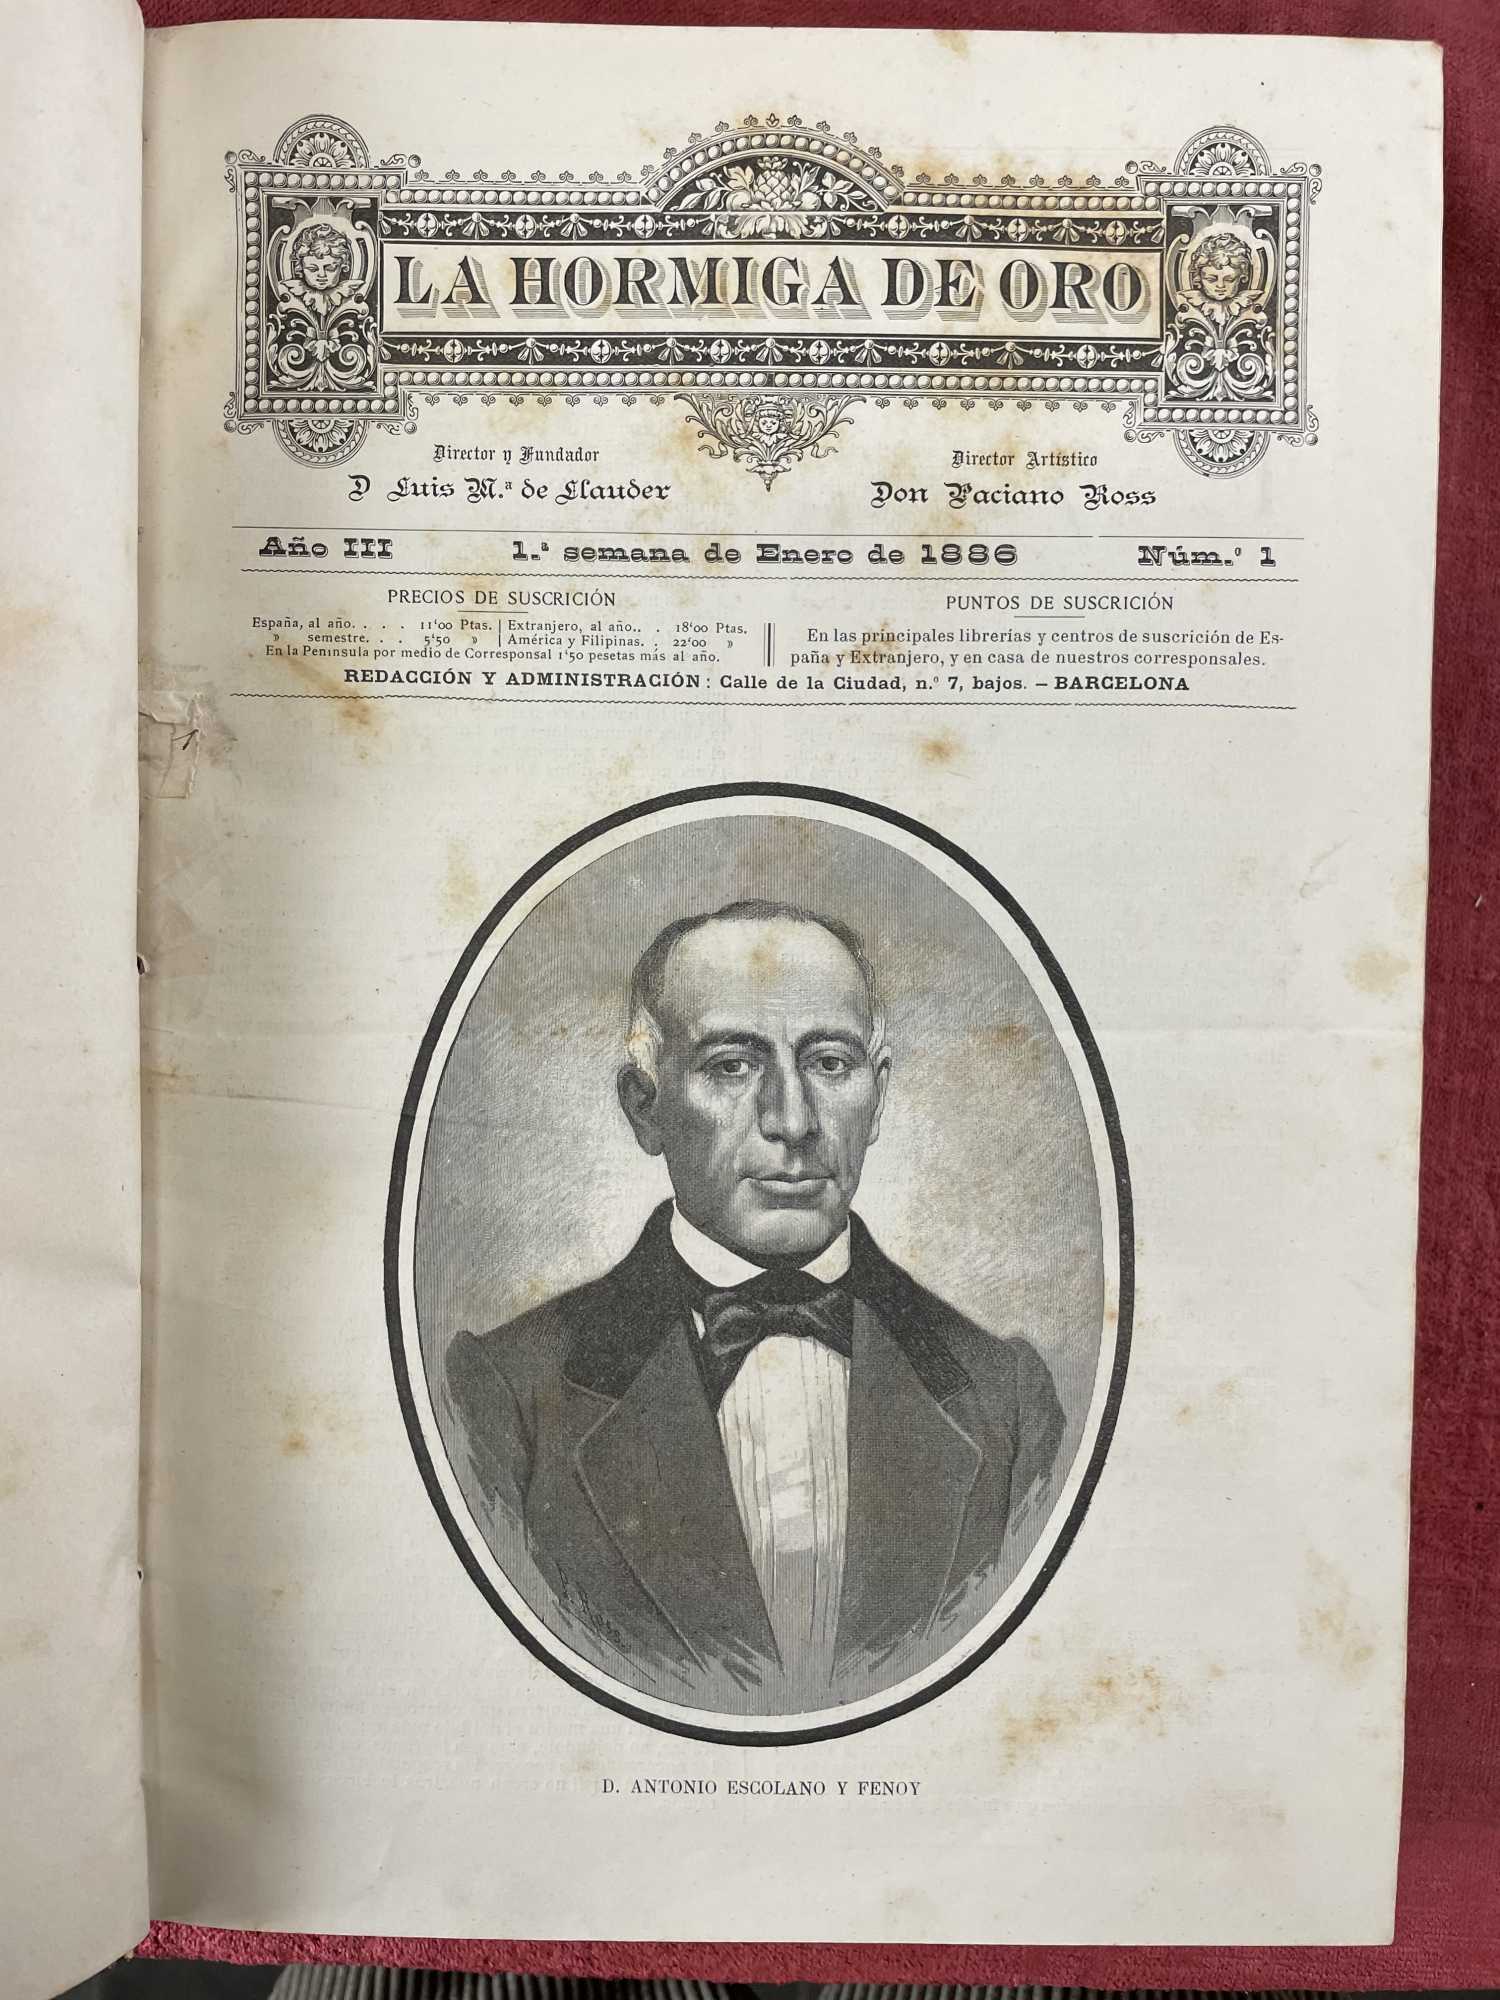 LA HORMIGA DE ORO
Director y Fundador
D Luis M.ª de Llauder
Director Artístico
Don Paciano Ross
Año III
1.ª semana de Enero de 1886
Núm.º 1
PRECIOS DE SUSCRICIÓN
España, al año. . . . 11'00 Ptas. | Extranjero, al año. . . 18'00 Ptas.
» semestre. . . 5'50 » | América y Filipinas. . 22'00 »
En la Península por medio de Corresponsal 1'50 pesetas más al año.
PUNTOS DE SUSCRICIÓN
En las principales librerías y centros de suscrición de Es-
paña y Extranjero, y en casa de nuestros corresponsales.
REDACCIÓN Y ADMINISTRACIÓN: Calle de la Ciudad, n.º 7, bajos. – BARCELONA
D. ANTONIO ESCOLANO Y FENOY